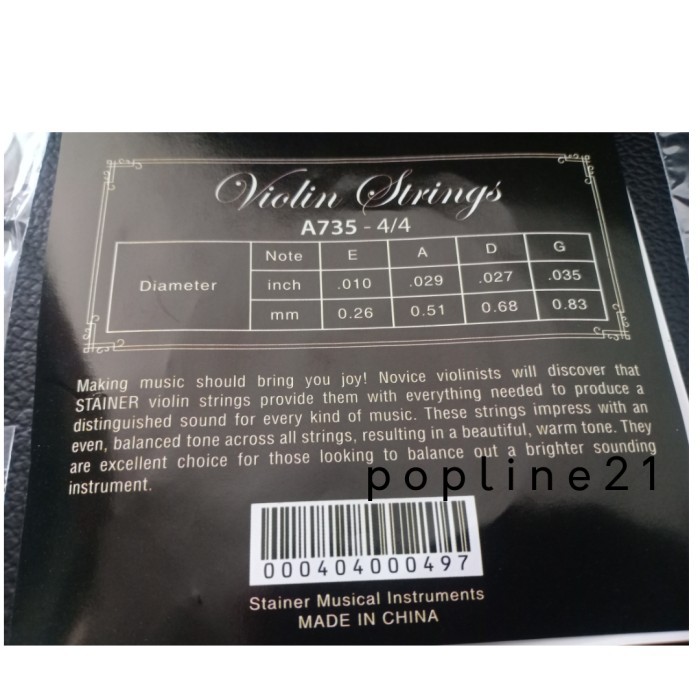 Violin Strings
A735 - 4/4
Diameter Note E A D G
inch .010 .029 .027 .035
mm 0.26 0.51 0.68 0.83
Making music should bring you joy! Novice violinists will discover that
STAINER violin strings provide them with everything needed to produce a
distinguished sound for every kind of music. These strings impress with an
even, balanced tone across all strings, resulting in a beautiful, warm tone. They
are excellent choice for those looking to balance out a brighter sounding
instrument.
popline21
000404000497
Stainer Musical Instruments
MADE IN CHINA